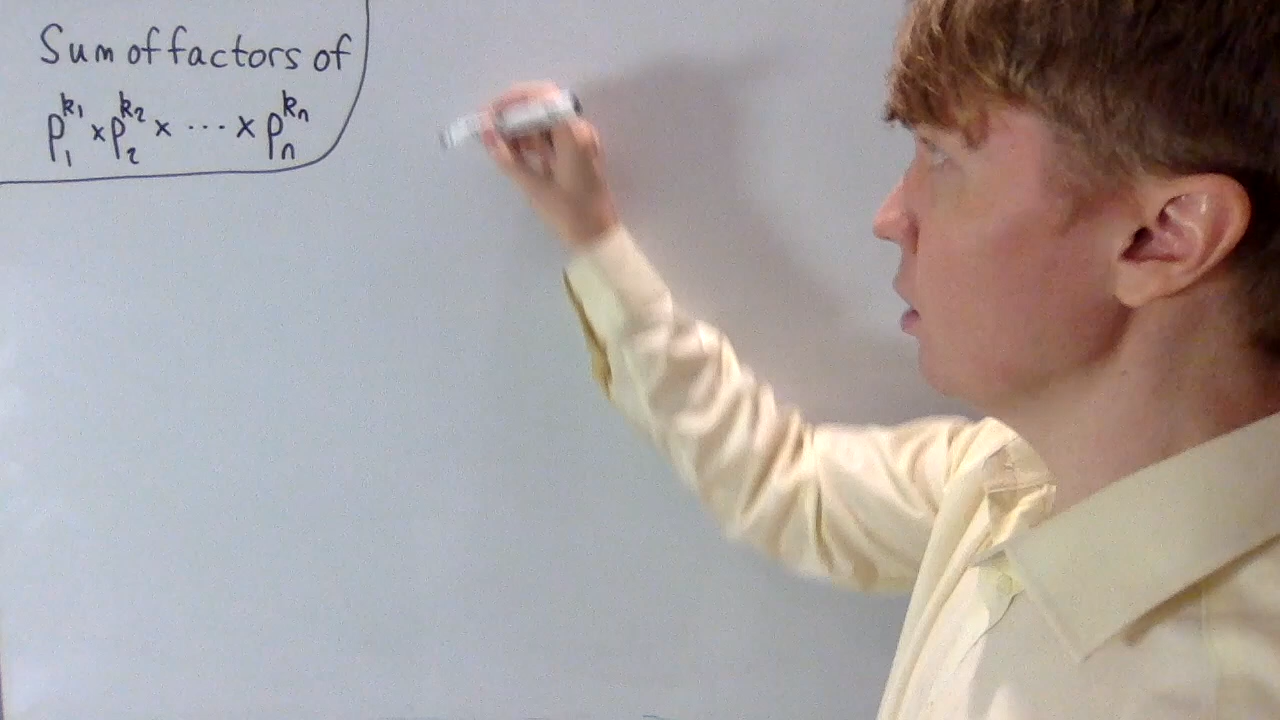 Sum of factors of
p₁^k₁ × p₂^k₂ × ⋯ × pₙ^kₙ